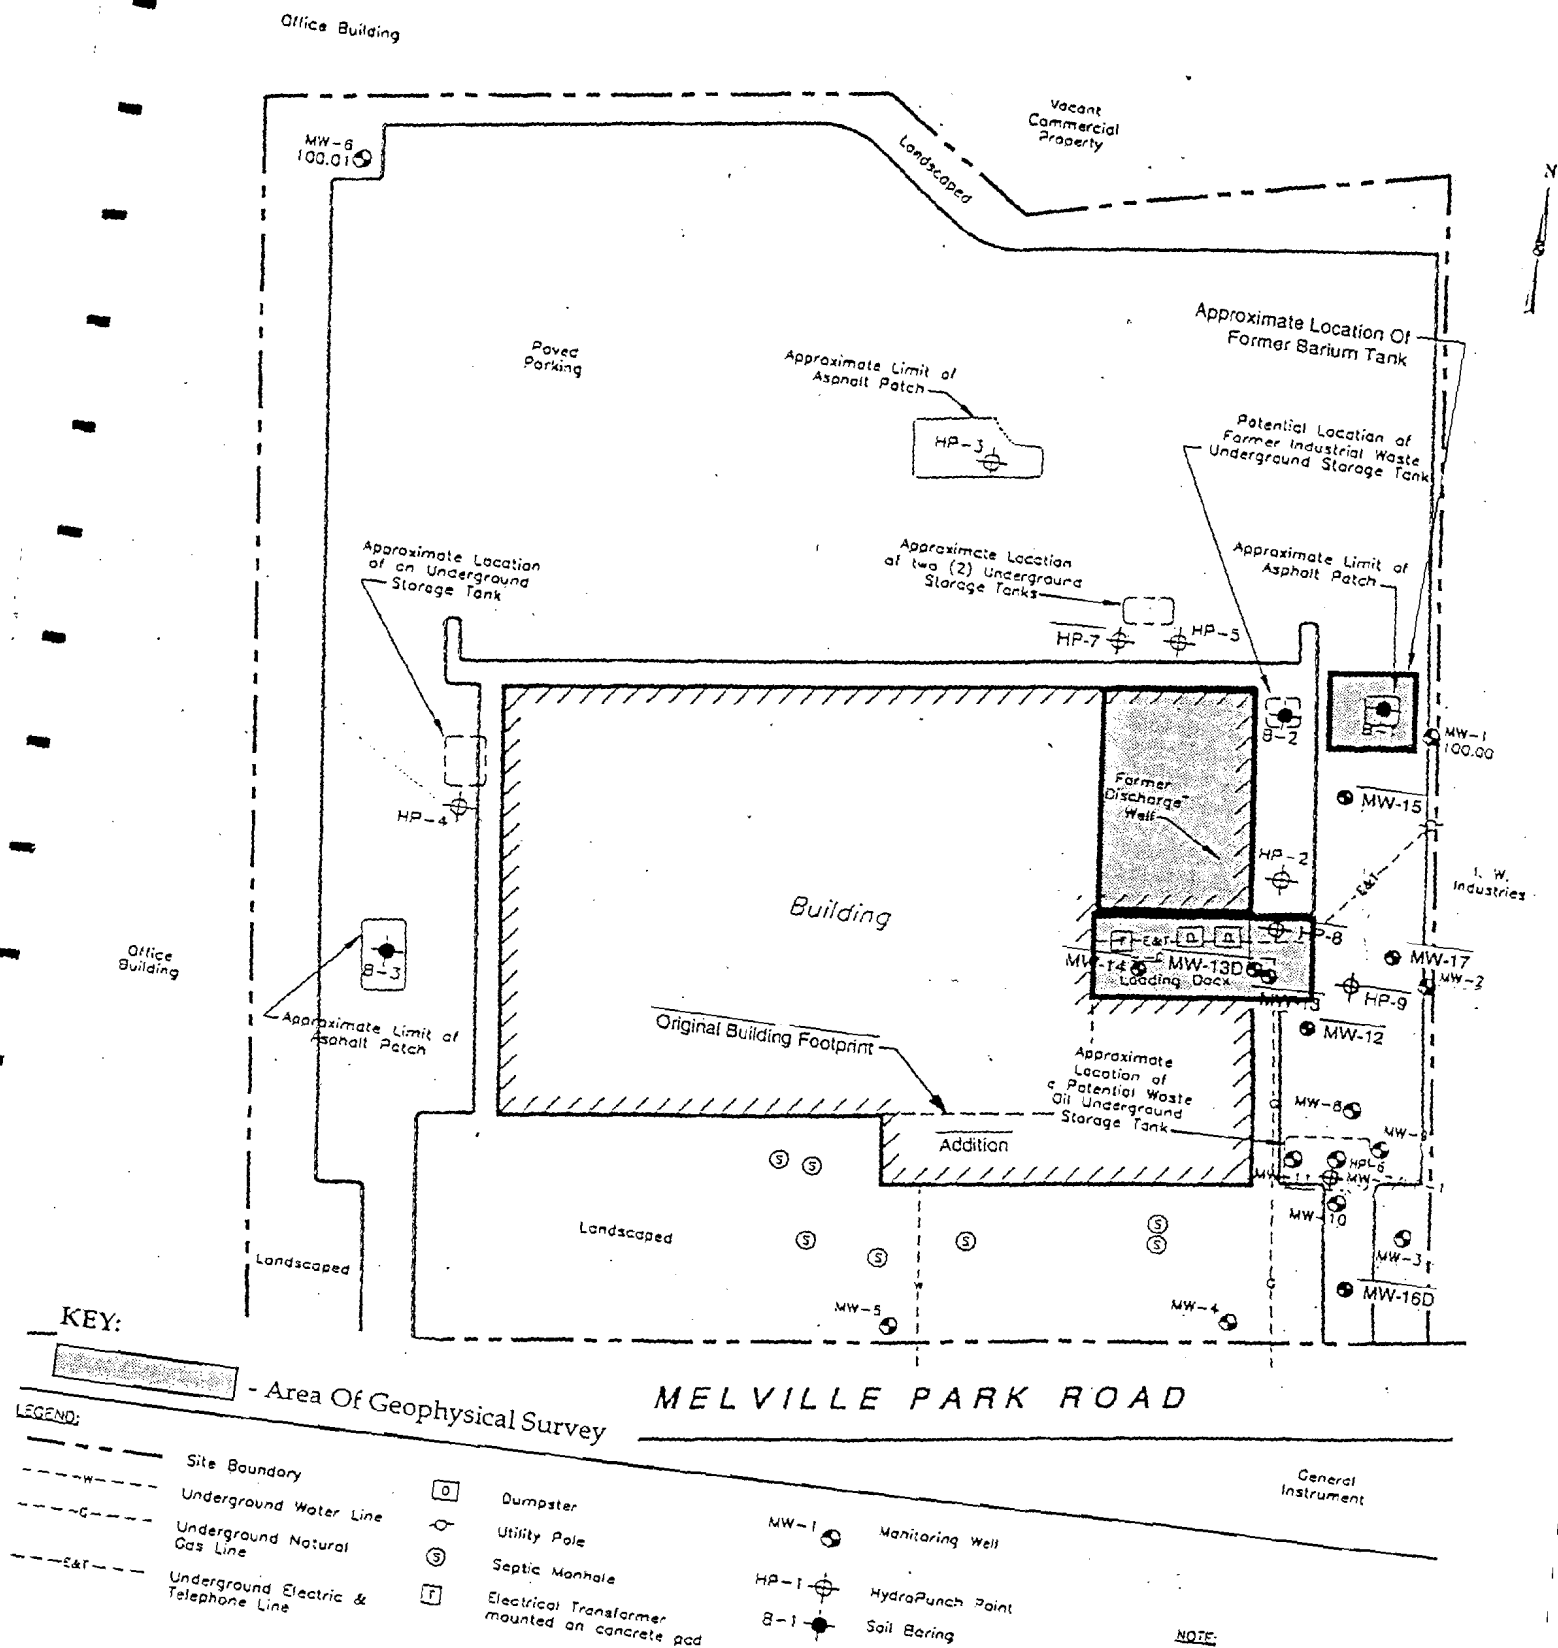 Office Building
Vacant
Commercial
Property
MW-6
100.01
Landscaped
N
Approximate Location Of
Former Barium Tank
Paved
Parking
Approximate Limit of
Asphalt Patch
HP-3
Potential Location of
Former Industrial Waste
Underground Storage Tank
Approximate Location
of an Underground
Storage Tank
Approximate Location
of two (2) Underground
Storage Tanks
Approximate Limit of
Asphalt Patch
HP-7
HP-5
B-2
B-1
MW-1
100.00
Former
Discharge
Well
MW-15
HP-4
HP-2
E&T
I. W.
Industries
Building
Office
Building
B-3
T
E&T
D
D
HP-8
MW-14
MW-13D
Loading Dock
MW-17
MW-2
HP-9
MW-13
MW-12
Approximate Limit of
Asphalt Patch
Original Building Footprint
Approximate
Location of
a Potential Waste
Oil Underground
Storage Tank
G
MW-8
MW-9
Addition
HP-6
MW-11
MW-10
S
S
S
S
S
S
S
Landscaped
Landscaped
MW-3
G
MW-16D
MW-5
MW-4
KEY:
- Area Of Geophysical Survey
MELVILLE PARK ROAD
LEGEND:
Site Boundary
W
Underground Water Line
G
Underground Natural
Gas Line
E&T
Underground Electric &
Telephone Line
D
Dumpster
Utility Pole
S
Septic Manhole
T
Electrical Transformer
mounted on concrete pad
MW-1
Monitoring Well
HP-1
HydroPunch Point
B-1
Soil Boring
General
Instrument
NOTE: